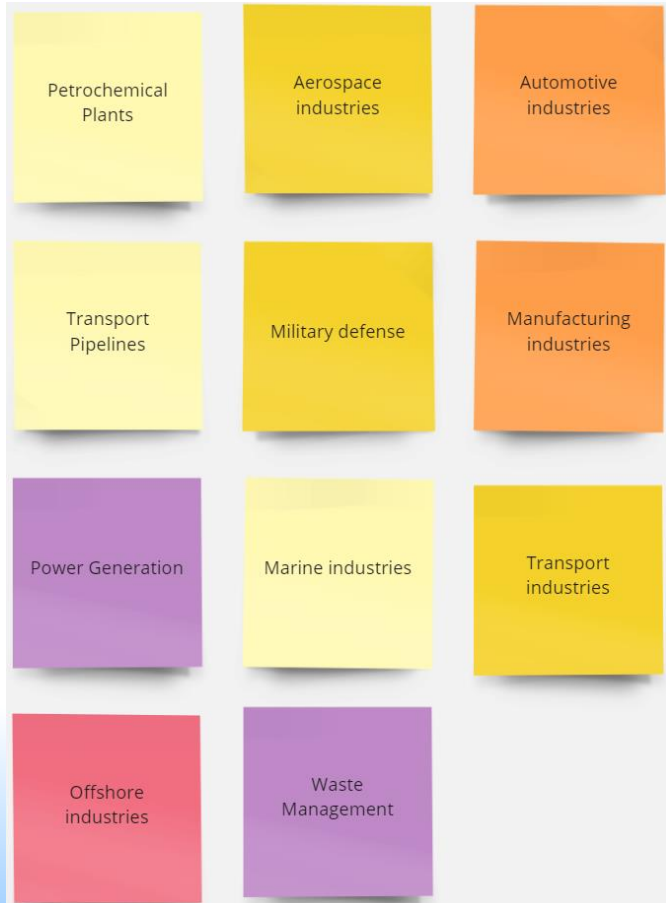 Petrochemical
Plants
Aerospace
industries
Automotive
industries
Transport
Pipelines
Military defense
Manufacturing
industries
Power Generation
Marine industries
Transport
industries
Offshore
industries
Waste
Management